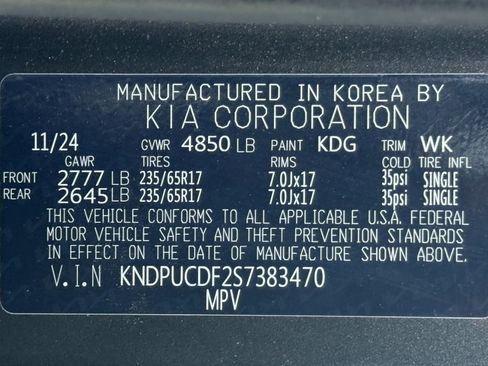 MANUFACTURED IN KOREA BY
KIA CORPORATION
11/24 GVWR 4850 LB PAINT KDG TRIM WK
GAWR TIRES RIMS COLD TIRE INFL
FRONT 2777 LB 235/65R17 7.0Jx17 35psi SINGLE
REAR 2645 LB 235/65R17 7.0Jx17 35psi SINGLE
THIS VEHICLE CONFORMS TO ALL APPLICABLE U.S.A. FEDERAL
MOTOR VEHICLE SAFETY AND THEFT PREVENTION STANDARDS
IN EFFECT ON THE DATE OF MANUFACTURE SHOWN ABOVE.
V.I.N KNDPUCDF2S7383470
MPV